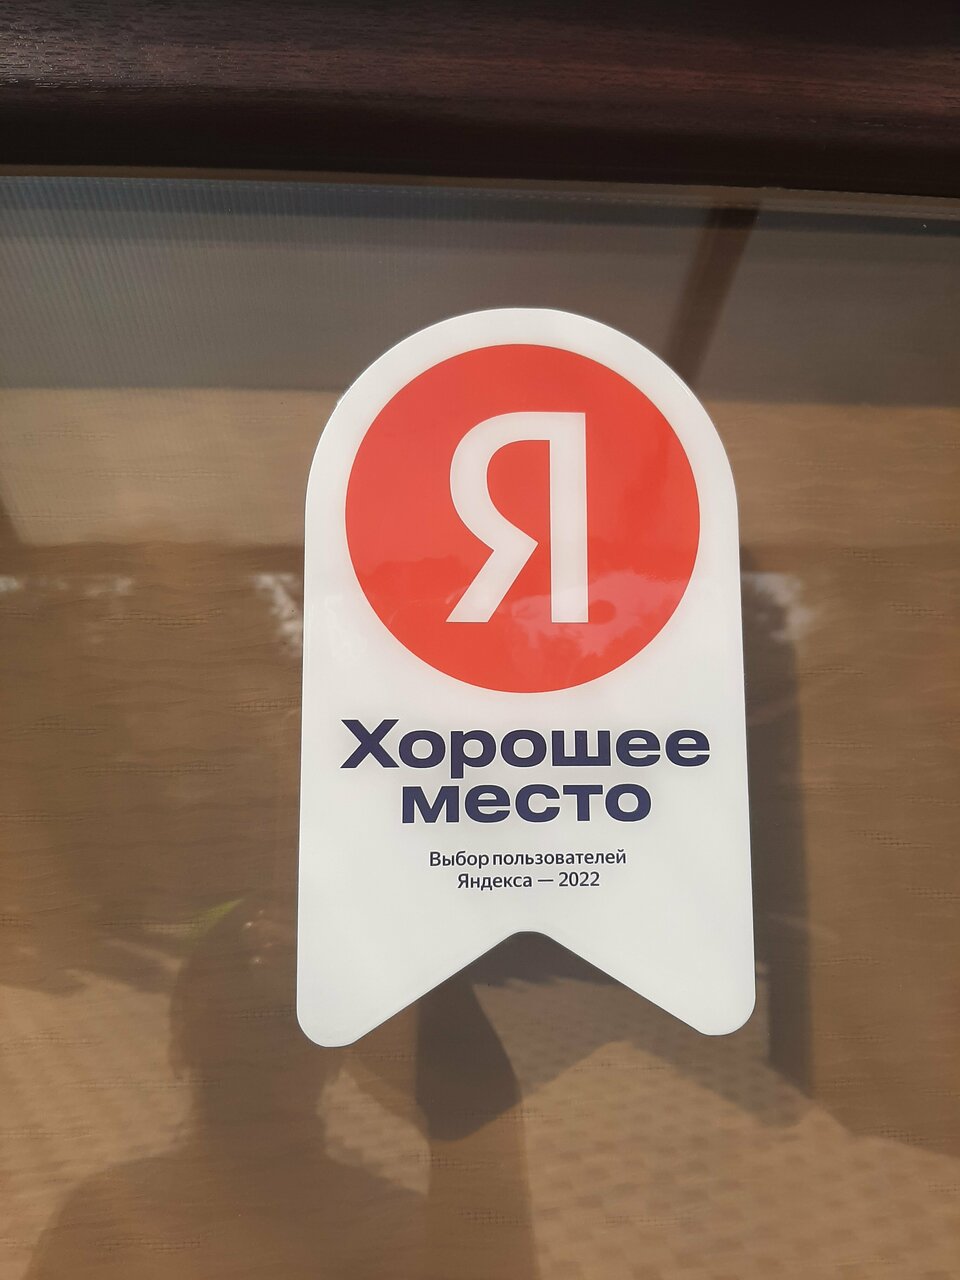 Я
Хорошее
место
Выбор пользователей
Яндекса — 2022